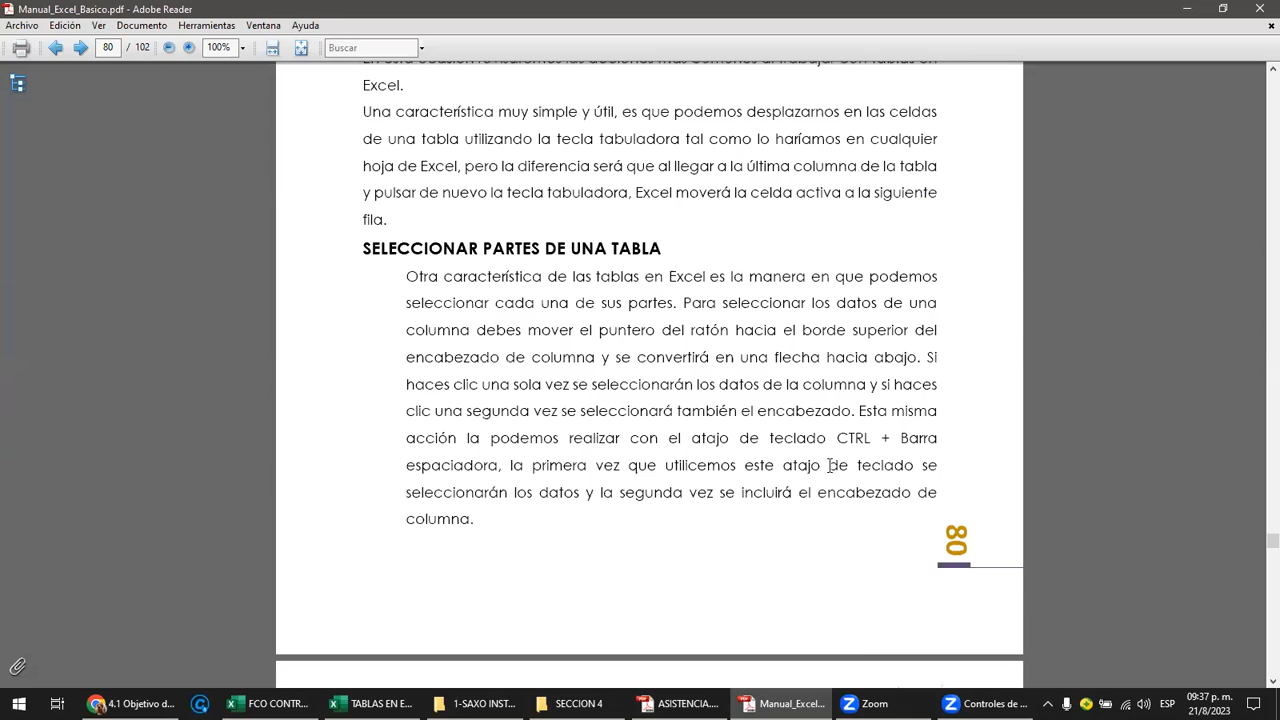 Manual_Excel_Basico.pdf - Adobe Reader
Archivo Edición Ver Ventana Ayuda
80 / 102 100% Buscar
Excel.
Una característica muy simple y útil, es que podemos desplazarnos en las celdas
de una tabla utilizando la tecla tabuladora tal como lo haríamos en cualquier
hoja de Excel, pero la diferencia será que al llegar a la última columna de la tabla
y pulsar de nuevo la tecla tabuladora, Excel moverá la celda activa a la siguiente
fila.
SELECCIONAR PARTES DE UNA TABLA
Otra característica de las tablas en Excel es la manera en que podemos
seleccionar cada una de sus partes. Para seleccionar los datos de una
columna debes mover el puntero del ratón hacia el borde superior del
encabezado de columna y se convertirá en una flecha hacia abajo. Si
haces clic una sola vez se seleccionarán los datos de la columna y si haces
clic una segunda vez se seleccionará también el encabezado. Esta misma
acción la podemos realizar con el atajo de teclado CTRL + Barra
espaciadora, la primera vez que utilicemos este atajo de teclado se
seleccionarán los datos y la segunda vez se incluirá el encabezado de
columna.
80
4.1 Objetivo d... FCO CONTR... TABLAS EN E... 1-SAXO INST... SECCION 4 ASISTENCIA.... Manual_Excel... Zoom Controles de ... ESP 09:37 p. m.
21/8/2023